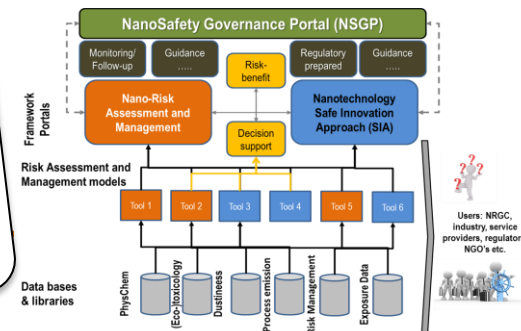 NanoSafety Governance Portal (NSGP)
Monitoring/
Follow-up
Guidance
.....
Risk-
benefit
Regulatory
prepared
Guidance
.....
Framework
Portals
Nano-Risk
Assessment and
Management
Nanotechnology
Safe Innovation
Approach (SIA)
Decision
support
Risk Assessment and
Management models
Tool 1
Tool 2
Tool 3
Tool 4
Tool 5
Tool 6
? ? ?
Users: NRGC,
industry, service
providers, regulator
NGO's etc.
Data bases
& libraries
PhysChem
(Eco-)toxicology
Dustineess
Process emission
Risk Management
Exposure Data